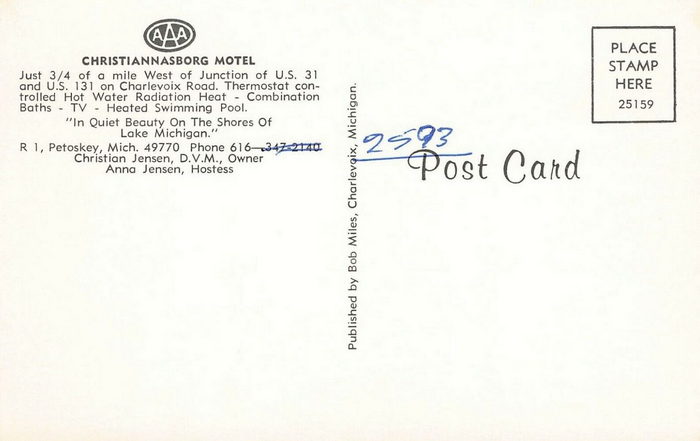 AAA
CHRISTIANNASBORG MOTEL
Just 3/4 of a mile West of Junction of U.S. 31
and U.S. 131 on Charlevoix Road. Thermostat con-
trolled Hot Water Radiation Heat - Combination
Baths - TV - Heated Swimming Pool.
"In Quiet Beauty On The Shores Of
Lake Michigan."
R 1, Petoskey, Mich. 49770 Phone 616-347-2140
Christian Jensen, D.V.M., Owner
Anna Jensen, Hostess
Published by Bob Miles, Charlevoix, Michigan.
2593
Post Card
PLACE
STAMP
HERE
25159